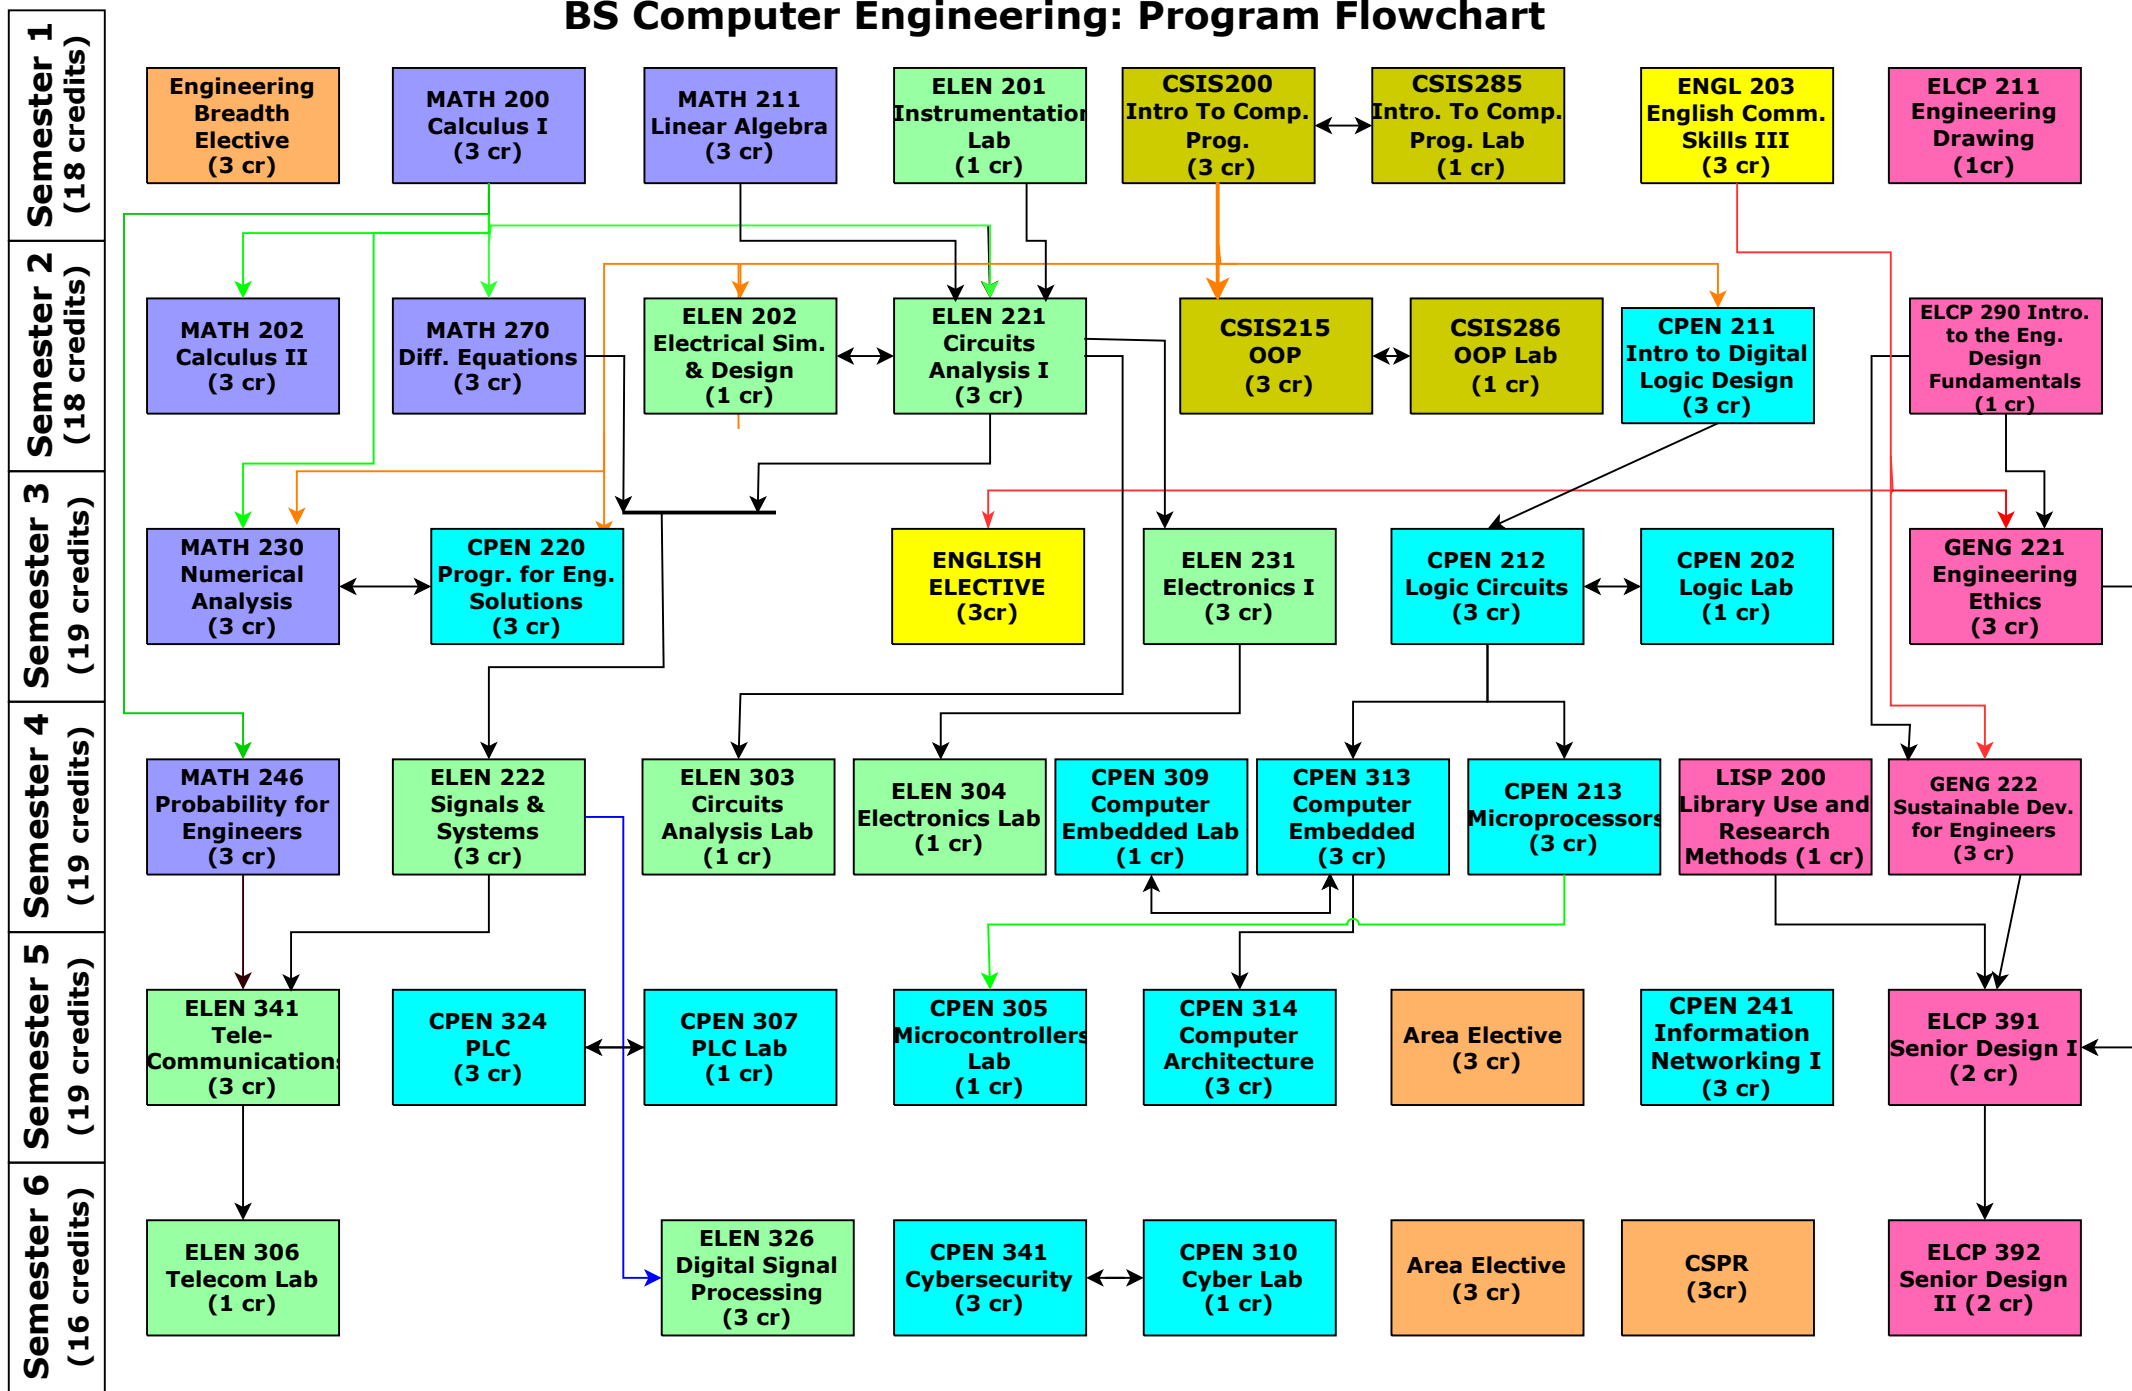 BS Computer Engineering: Program Flowchart
Semester 1
(18 credits)
Engineering
Breadth
Elective
(3 cr)
MATH 200
Calculus I
(3 cr)
MATH 211
Linear Algebra
(3 cr)
ELEN 201
Instrumentation
Lab
(1 cr)
CSIS200
Intro To Comp.
Prog.
(3 cr)
CSIS285
Intro. To Comp.
Prog. Lab
(1 cr)
ENGL 203
English Comm.
Skills III
(3 cr)
ELCP 211
Engineering
Drawing
(1cr)
Semester 2
(18 credits)
MATH 202
Calculus II
(3 cr)
MATH 270
Diff. Equations
(3 cr)
ELEN 202
Electrical Sim.
& Design
(1 cr)
ELEN 221
Circuits
Analysis I
(3 cr)
CSIS215
OOP
(3 cr)
CSIS286
OOP Lab
(1 cr)
CPEN 211
Intro to Digital
Logic Design
(3 cr)
ELCP 290 Intro.
to the Eng.
Design
Fundamentals
(1 cr)
Semester 3
(19 credits)
MATH 230
Numerical
Analysis
(3 cr)
CPEN 220
Progr. for Eng.
Solutions
(3 cr)
ENGLISH
ELECTIVE
(3cr)
ELEN 231
Electronics I
(3 cr)
CPEN 212
Logic Circuits
(3 cr)
CPEN 202
Logic Lab
(1 cr)
GENG 221
Engineering
Ethics
(3 cr)
Semester 4
(19 credits)
MATH 246
Probability for
Engineers
(3 cr)
ELEN 222
Signals &
Systems
(3 cr)
ELEN 303
Circuits
Analysis Lab
(1 cr)
ELEN 304
Electronics Lab
(1 cr)
CPEN 309
Computer
Embedded Lab
(1 cr)
CPEN 313
Computer
Embedded
(3 cr)
CPEN 213
Microprocessors
(3 cr)
LISP 200
Library Use and
Research
Methods (1 cr)
GENG 222
Sustainable Dev.
for Engineers
(3 cr)
Semester 5
(19 credits)
ELEN 341
Tele-
Communications
(3 cr)
CPEN 324
PLC
(3 cr)
CPEN 307
PLC Lab
(1 cr)
CPEN 305
Microcontrollers
Lab
(1 cr)
CPEN 314
Computer
Architecture
(3 cr)
Area Elective
(3 cr)
CPEN 241
Information
Networking I
(3 cr)
ELCP 391
Senior Design I
(2 cr)
Semester 6
(16 credits)
ELEN 306
Telecom Lab
(1 cr)
ELEN 326
Digital Signal
Processing
(3 cr)
CPEN 341
Cybersecurity
(3 cr)
CPEN 310
Cyber Lab
(1 cr)
Area Elective
(3 cr)
CSPR
(3cr)
ELCP 392
Senior Design
II (2 cr)